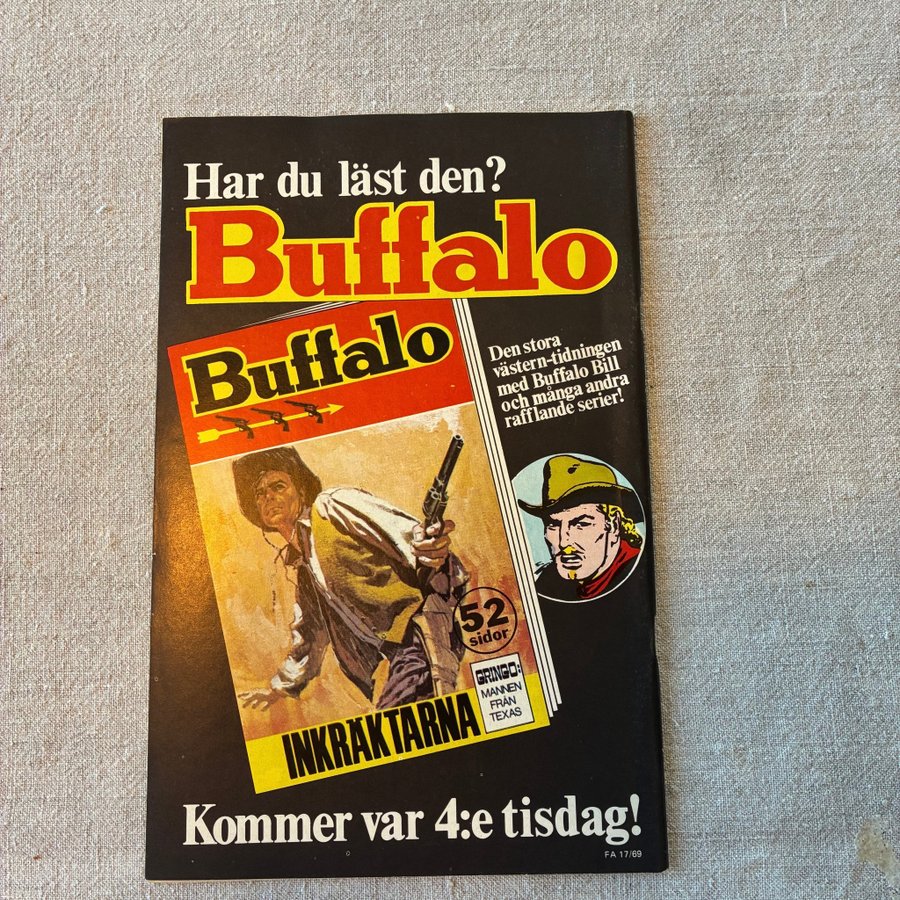 Har du läst den?
Buffalo
Buffalo
Den stora
västern-tidningen
med Buffalo Bill
och många andra
rafflande serier!
52
sidor
GRINGO:
MANNEN
FRÅN
TEXAS
INKRÄKTARNA
Kommer var 4:e tisdag!
FA 17/69